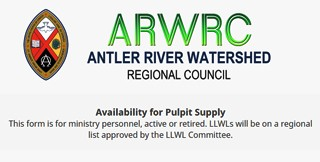 ARWRC
ANTLER RIVER WATERSHED
REGIONAL COUNCIL
Availability for Pulpit Supply
This form is for ministry personnel, active or retired. LLWLs will be on a regional
list approved by the LLWL Committee.